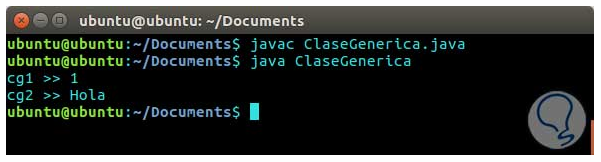 ubuntu@ubuntu: ~/Documents
ubuntu@ubuntu:~/Documents$ javac ClaseGenerica.java
ubuntu@ubuntu:~/Documents$ java ClaseGenerica
cg1 >> 1
cg2 >> Hola
ubuntu@ubuntu:~/Documents$